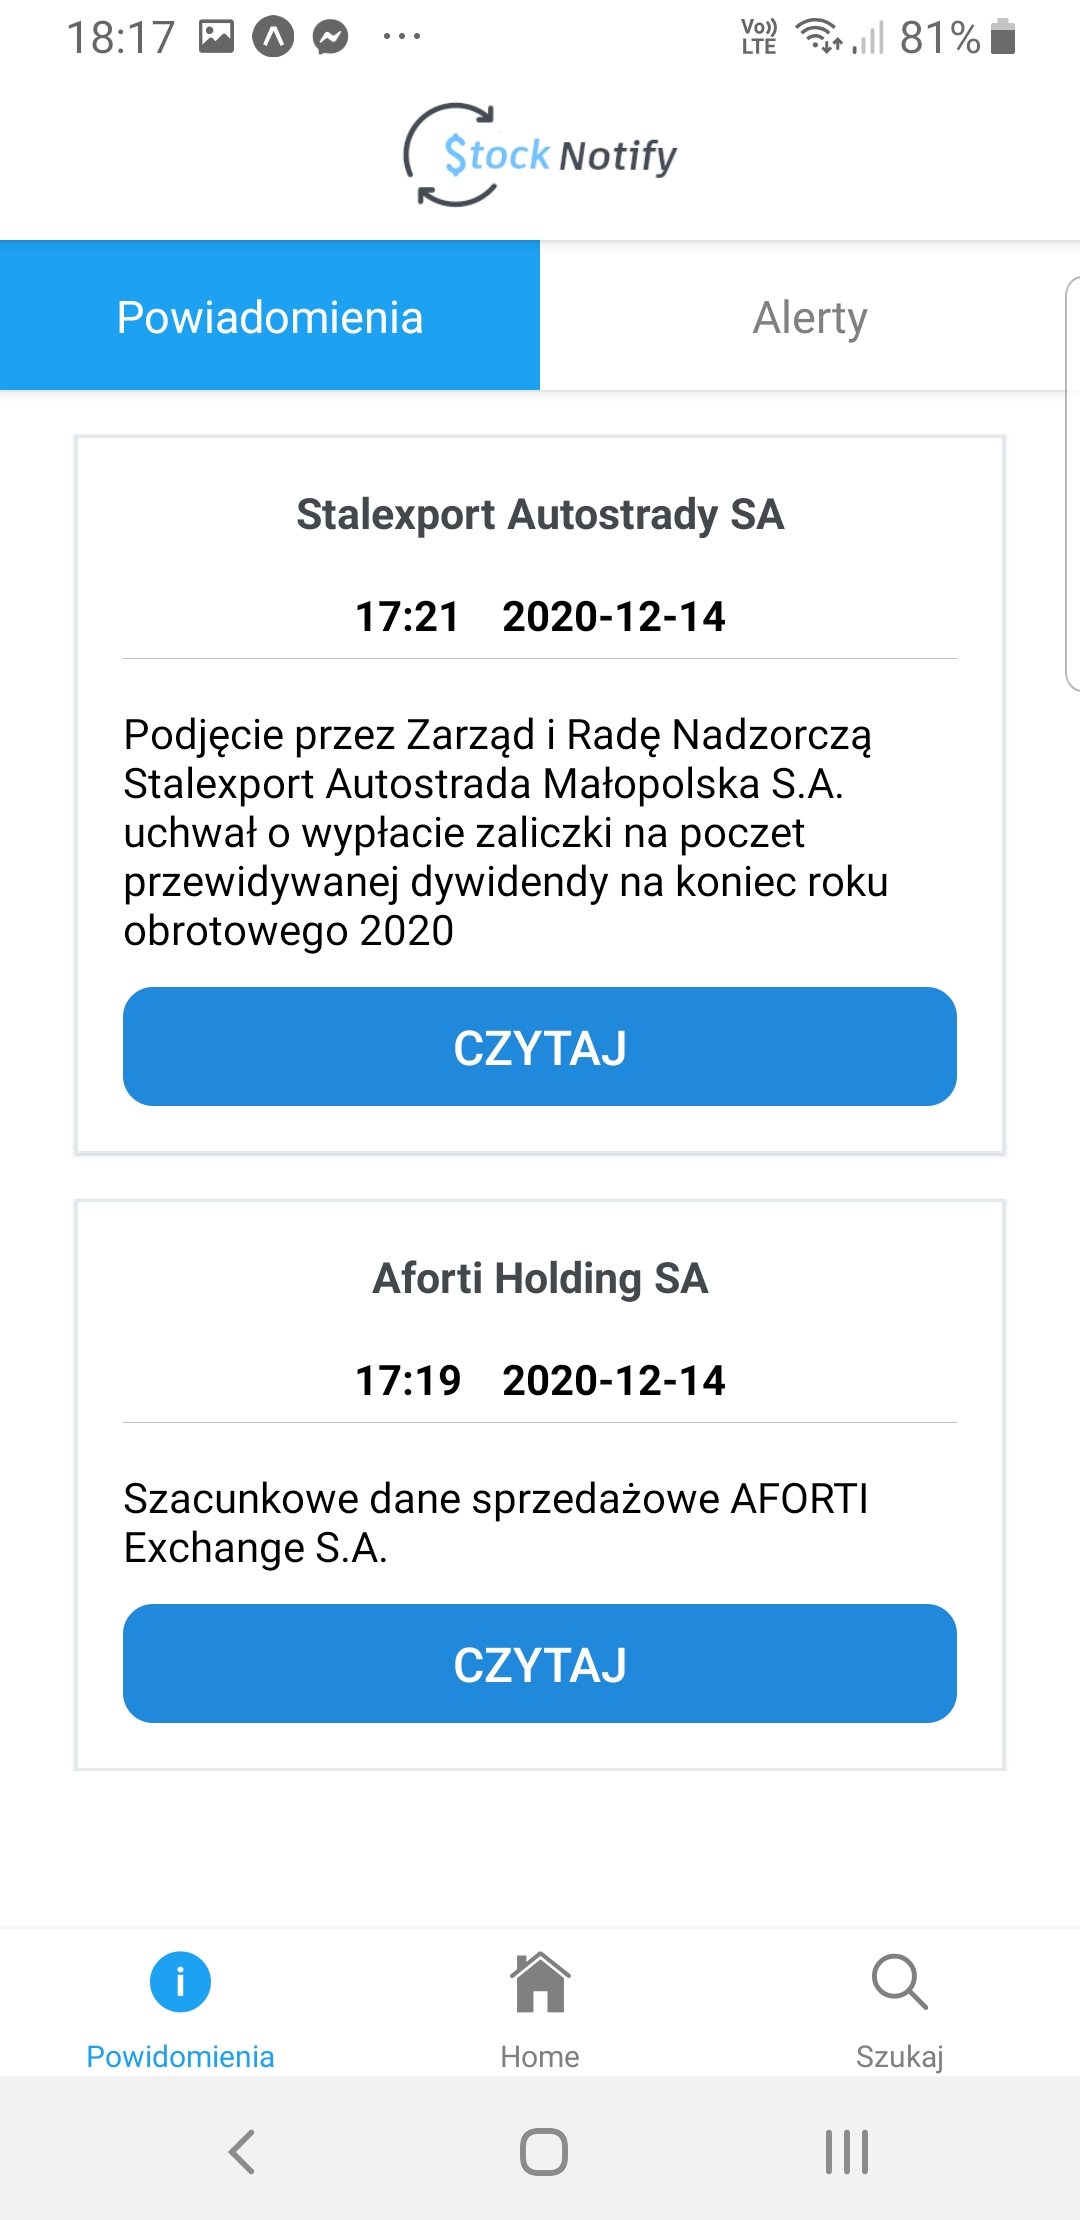 18:17 ... Vo)) LTE 81%
$tock Notify
Powiadomienia Alerty
Stalexport Autostrady SA
17:21 2020-12-14
Podjęcie przez Zarząd i Radę Nadzorczą
Stalexport Autostrada Małopolska S.A.
uchwał o wypłacie zaliczki na poczet
przewidywanej dywidendy na koniec roku
obrotowego 2020
CZYTAJ
Aforti Holding SA
17:19 2020-12-14
Szacunkowe dane sprzedażowe AFORTI
Exchange S.A.
CZYTAJ
Powidomienia Home Szukaj